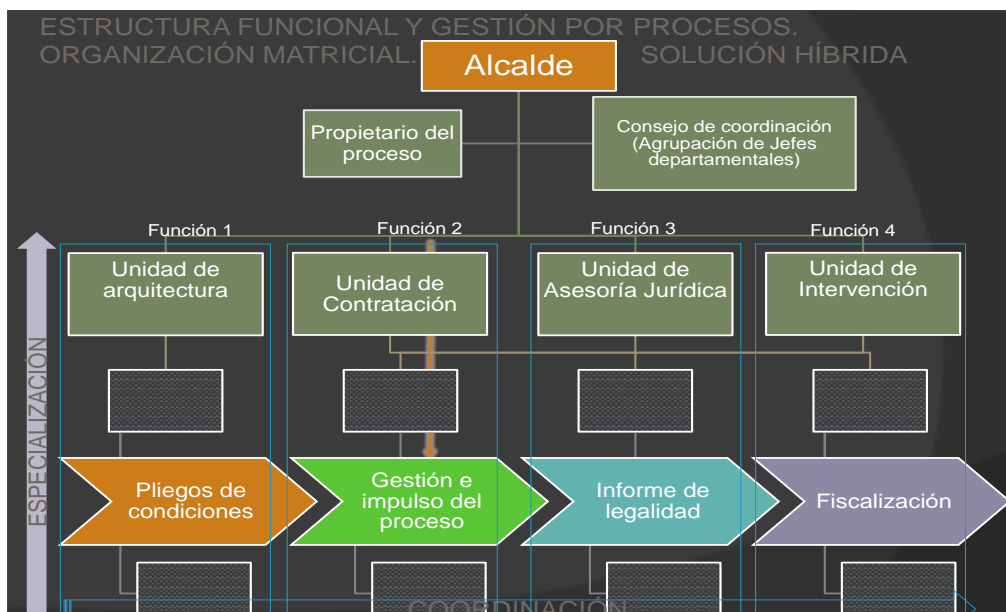 ESTRUCTURA FUNCIONAL Y GESTIÓN POR PROCESOS.
ORGANIZACIÓN MATRICIAL. SOLUCIÓN HÍBRIDA
Alcalde
Propietario del
proceso
Consejo de coordinación
(Agrupación de Jefes
departamentales)
Función 1
Función 2
Función 3
Función 4
Unidad de
arquitectura
Unidad de
Contratación
Unidad de
Asesoría Jurídica
Unidad de
Intervención
ESPECIALIZACIÓN
Pliegos de
condiciones
Gestión e
impulso del
proceso
Informe de
legalidad
Fiscalización
COORDINACIÓN